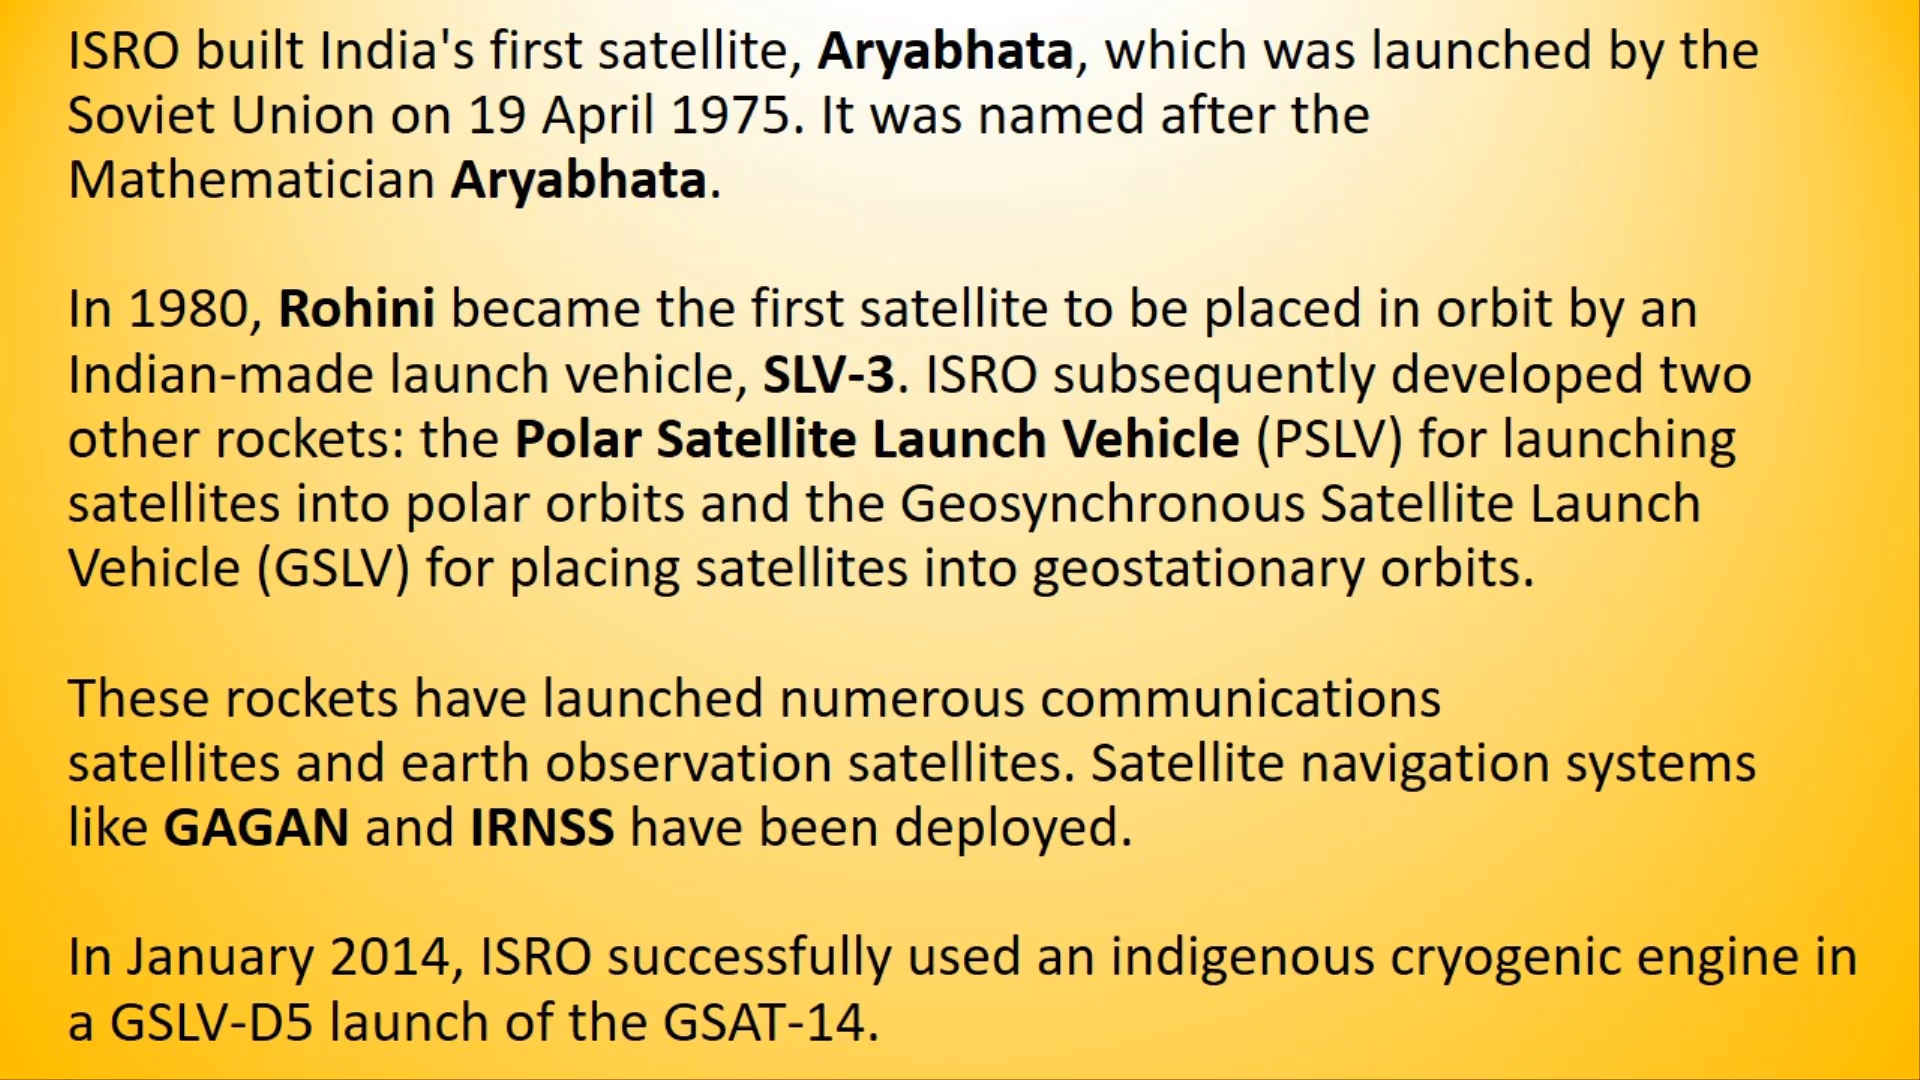 ISRO built India's first satellite, Aryabhata, which was launched by the
Soviet Union on 19 April 1975. It was named after the
Mathematician Aryabhata.
In 1980, Rohini became the first satellite to be placed in orbit by an
Indian-made launch vehicle, SLV-3. ISRO subsequently developed two
other rockets: the Polar Satellite Launch Vehicle (PSLV) for launching
satellites into polar orbits and the Geosynchronous Satellite Launch
Vehicle (GSLV) for placing satellites into geostationary orbits.
These rockets have launched numerous communications
satellites and earth observation satellites. Satellite navigation systems
like GAGAN and IRNSS have been deployed.
In January 2014, ISRO successfully used an indigenous cryogenic engine in
a GSLV-D5 launch of the GSAT-14.